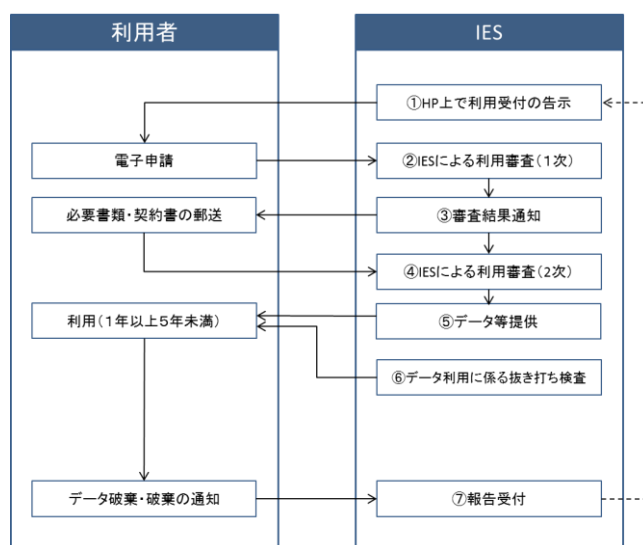 利用者
IES
①HP上で利用受付の告示
電子申請
②IESによる利用審査(1次)
必要書類・契約書の郵送
③審査結果通知
④IESによる利用審査(2次)
利用(1年以上5年未満)
⑤データ等提供
⑥データ利用に係る抜き打ち検査
データ破棄・破棄の通知
⑦報告受付